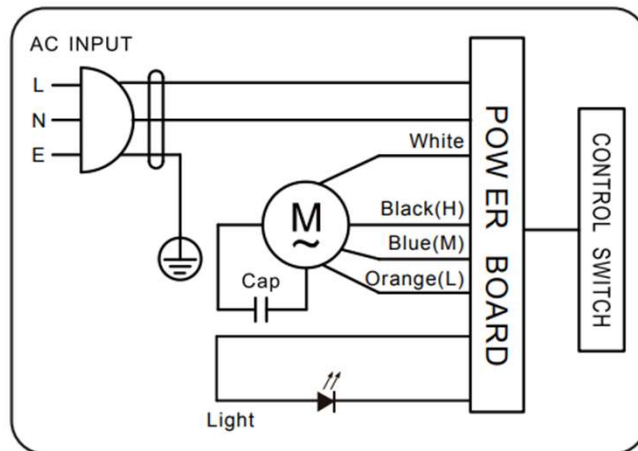 AC INPUT
L
N
E
White
Black(H)
Blue(M)
Orange(L)
M
~
Cap
Light
POWER BOARD
CONTROL SWITCH